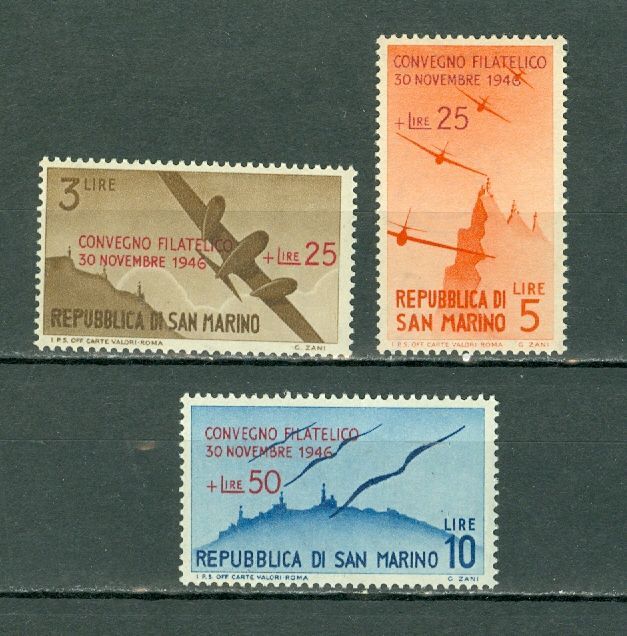 3 LIRE
CONVEGNO FILATELICO
30 NOVEMBRE 1946
+ LIRE 25
REPUBBLICA DI SAN MARINO
I.P.S. OFF. CARTE VALORI-ROMA
G. ZANI
CONVEGNO FILATELICO
30 NOVEMBRE 1946
+ LIRE 25
REPUBBLICA DI
SAN MARINO
LIRE
5
I.P.S. OFF. CARTE VALORI-ROMA
G. ZANI
CONVEGNO FILATELICO
30 NOVEMBRE 1946
+ LIRE 50
LIRE
REPUBBLICA DI SAN MARINO 10
I.P.S. OFF. CARTE VALORI-ROMA
G. ZANI